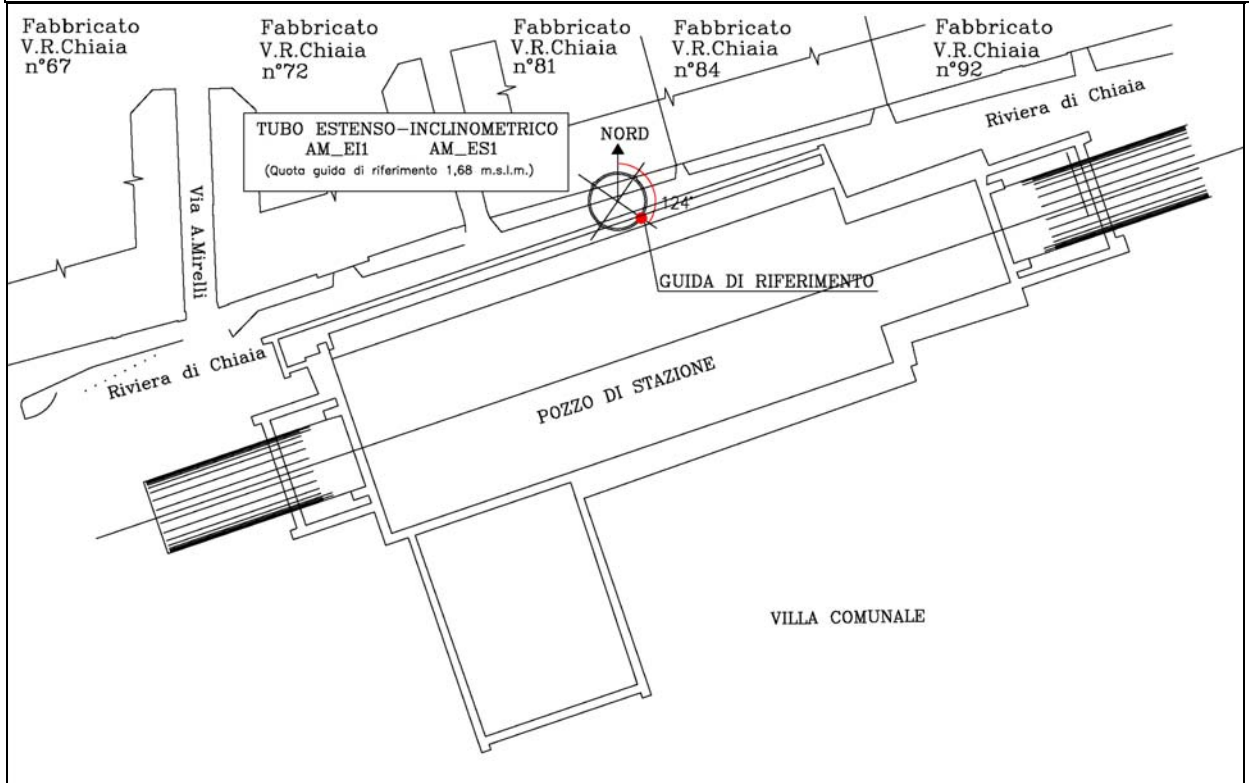 Fabbricato
V.R.Chiaia
n°67
Fabbricato
V.R.Chiaia
n°72
Fabbricato
V.R.Chiaia
n°81
Fabbricato
V.R.Chiaia
n°84
Fabbricato
V.R.Chiaia
n°92
TUBO ESTENSO-INCLINOMETRICO
AM_EI1 AM_ES1
(Quota guida di riferimento 1,68 m.s.l.m.)
NORD
Riviera di Chiaia
124°
Via A.Mirelli
GUIDA DI RIFERIMENTO
Riviera di Chiaia
POZZO DI STAZIONE
VILLA COMUNALE